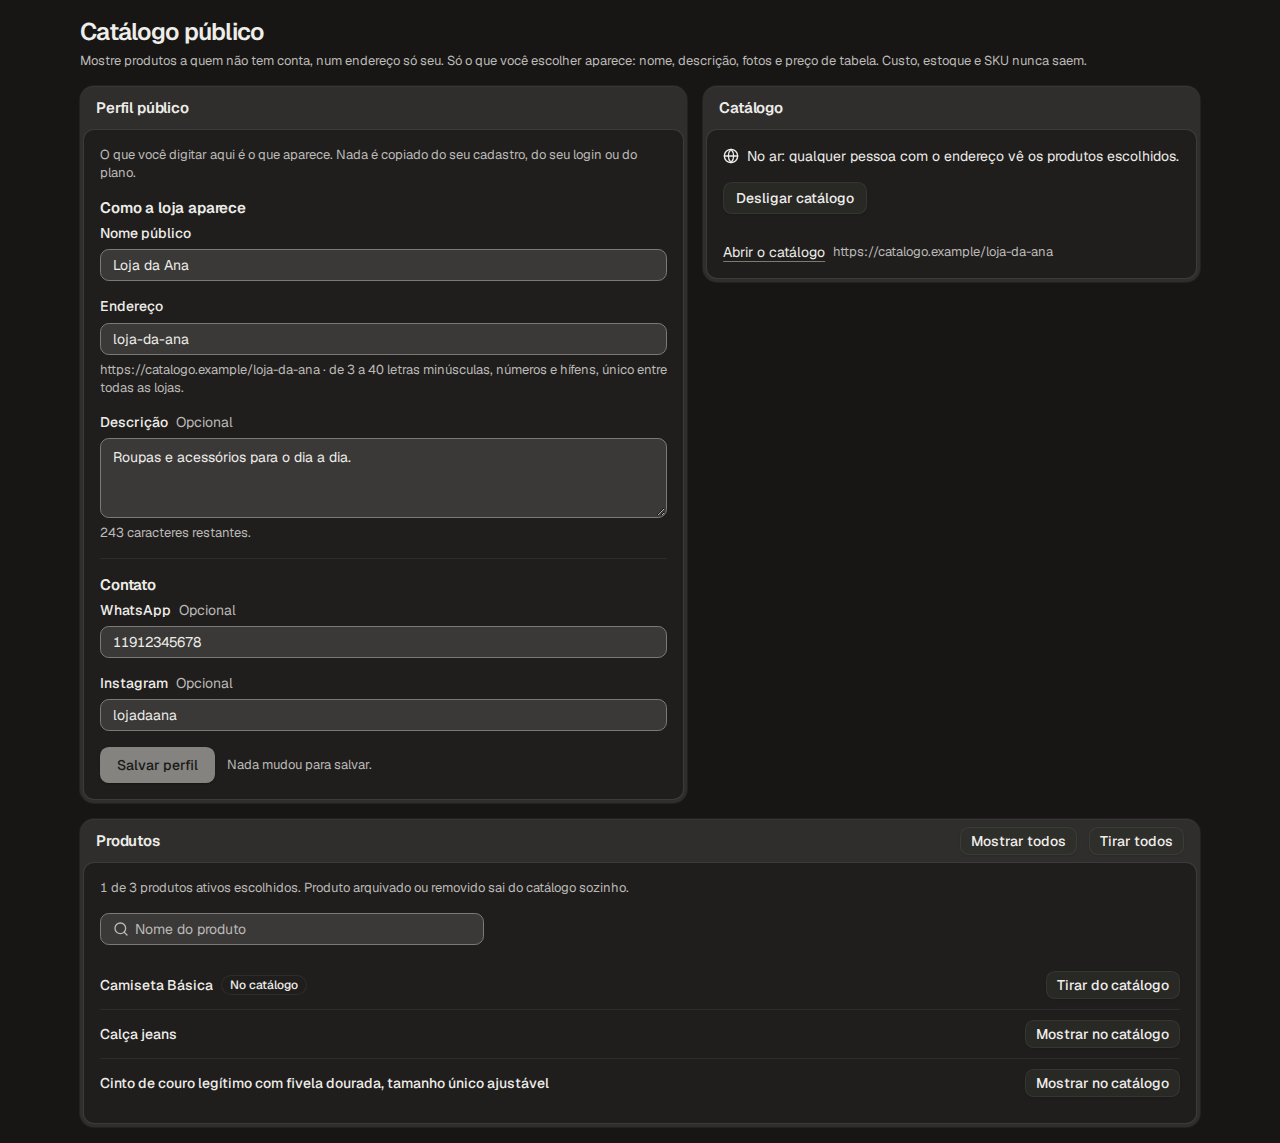 Catálogo público
Mostre produtos a quem não tem conta, num endereço só seu. Só o que você escolher aparece: nome, descrição, fotos e preço de tabela. Custo, estoque e SKU nunca saem.
Perfil público
O que você digitar aqui é o que aparece. Nada é copiado do seu cadastro, do seu login ou do
plano.
Como a loja aparece
Nome público
Loja da Ana
Endereço
loja-da-ana
https://catalogo.example/loja-da-ana · de 3 a 40 letras minúsculas, números e hífens, único entre
todas as lojas.
Descrição Opcional
Roupas e acessórios para o dia a dia.
243 caracteres restantes.
Contato
WhatsApp Opcional
11912345678
Instagram Opcional
lojadaana
Salvar perfil Nada mudou para salvar.
Catálogo
No ar: qualquer pessoa com o endereço vê os produtos escolhidos.
Desligar catálogo
Abrir o catálogo https://catalogo.example/loja-da-ana
Produtos Mostrar todos Tirar todos
1 de 3 produtos ativos escolhidos. Produto arquivado ou removido sai do catálogo sozinho.
Nome do produto
Camiseta Básica No catálogo Tirar do catálogo
Calça jeans Mostrar no catálogo
Cinto de couro legítimo com fivela dourada, tamanho único ajustável Mostrar no catálogo